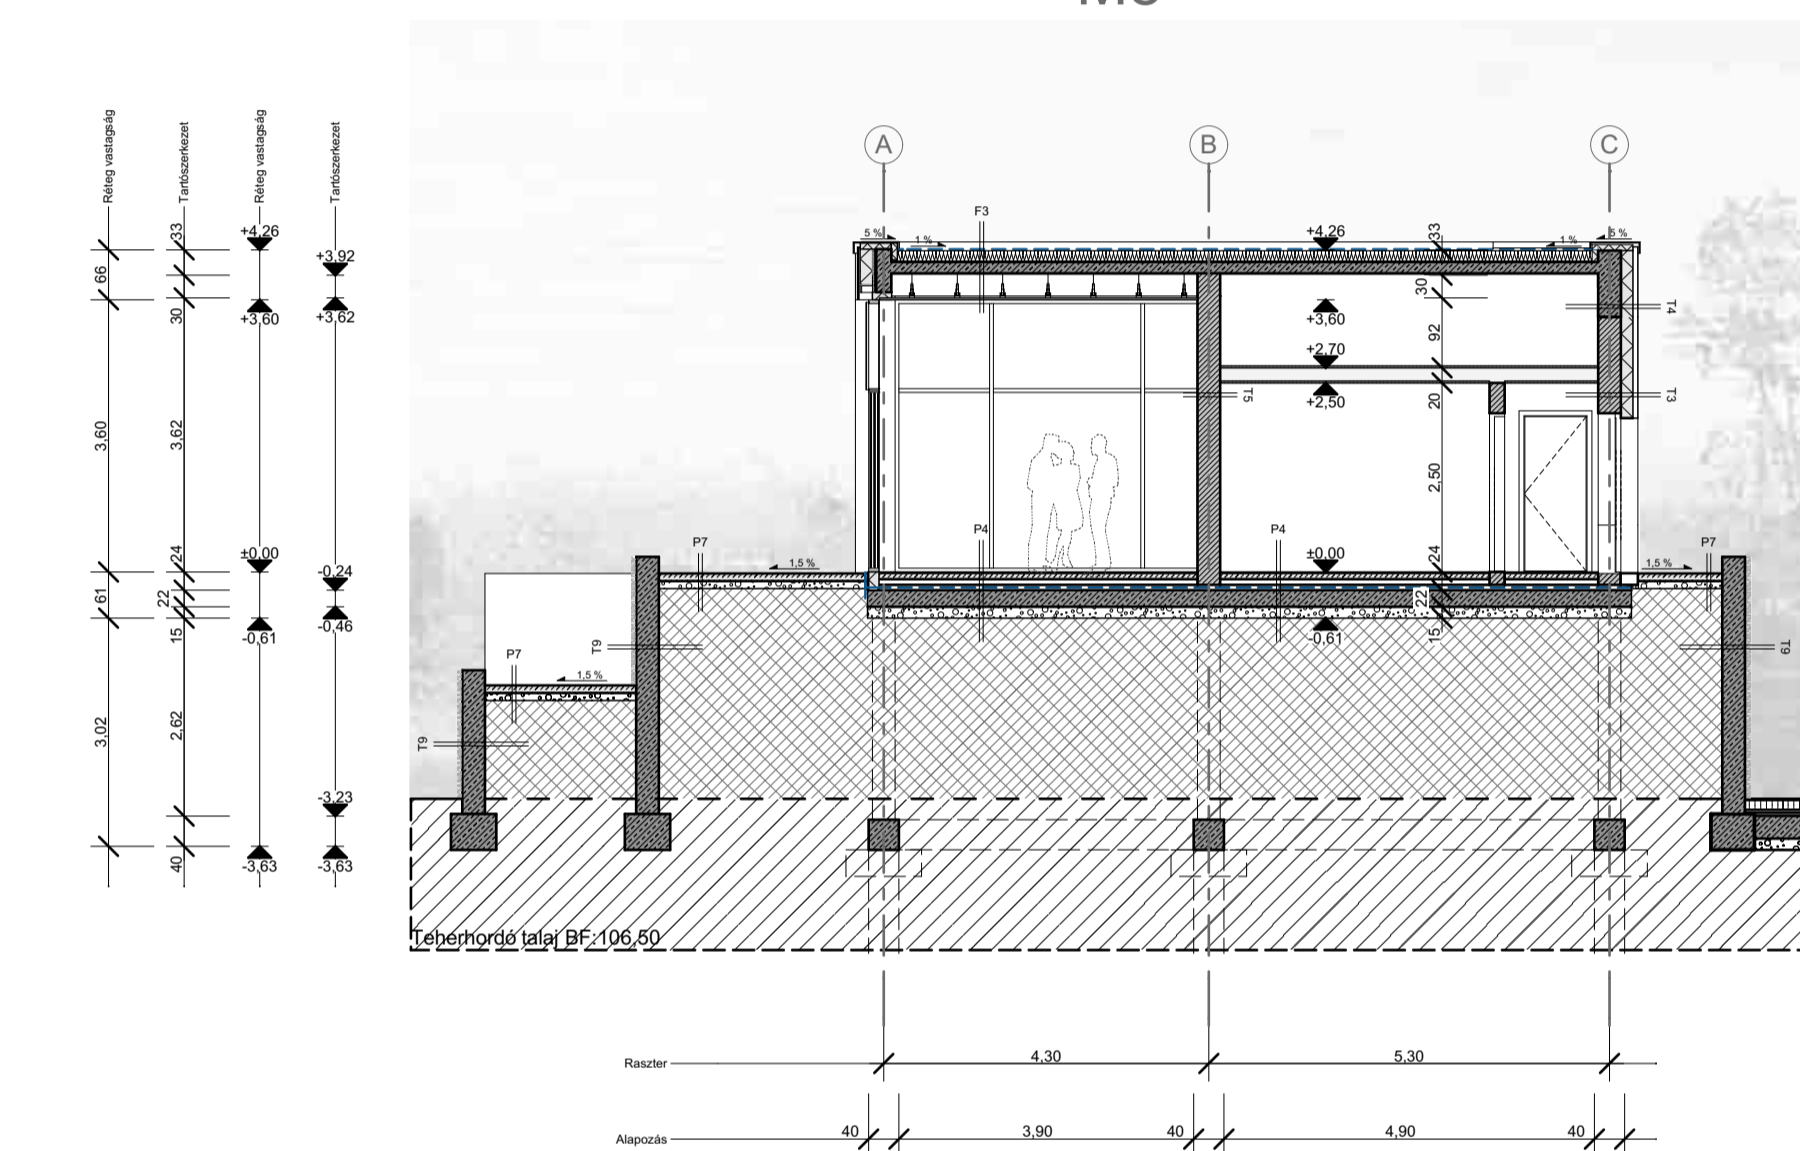 Réteg vastagság
Tartószerkezet
Réteg vastagság
Tartószerkezet
A
B
C
F3
33
+4,26
+3,92
66
30
+3,60
+3,62
5 %
1 %
+4,26
33
1 %
5 %
30
+3,60
T4
92
+2,70
+2,50
T5
20
T3
3,60
3,62
2,50
P4
P4
P7
P7
24
±0,00
-0,24
1,5 %
±0,00
24
1,5 %
61
22
15
-0,61
-0,46
22
-0,61
15
T9
T9
P7
1,5 %
T9
3,02
2,62
-3,23
40
-3,63
-3,63
Teherhordó talaj BF:106,50
Raszter
4,30
5,30
Alapozás
40
3,90
40
4,90
40